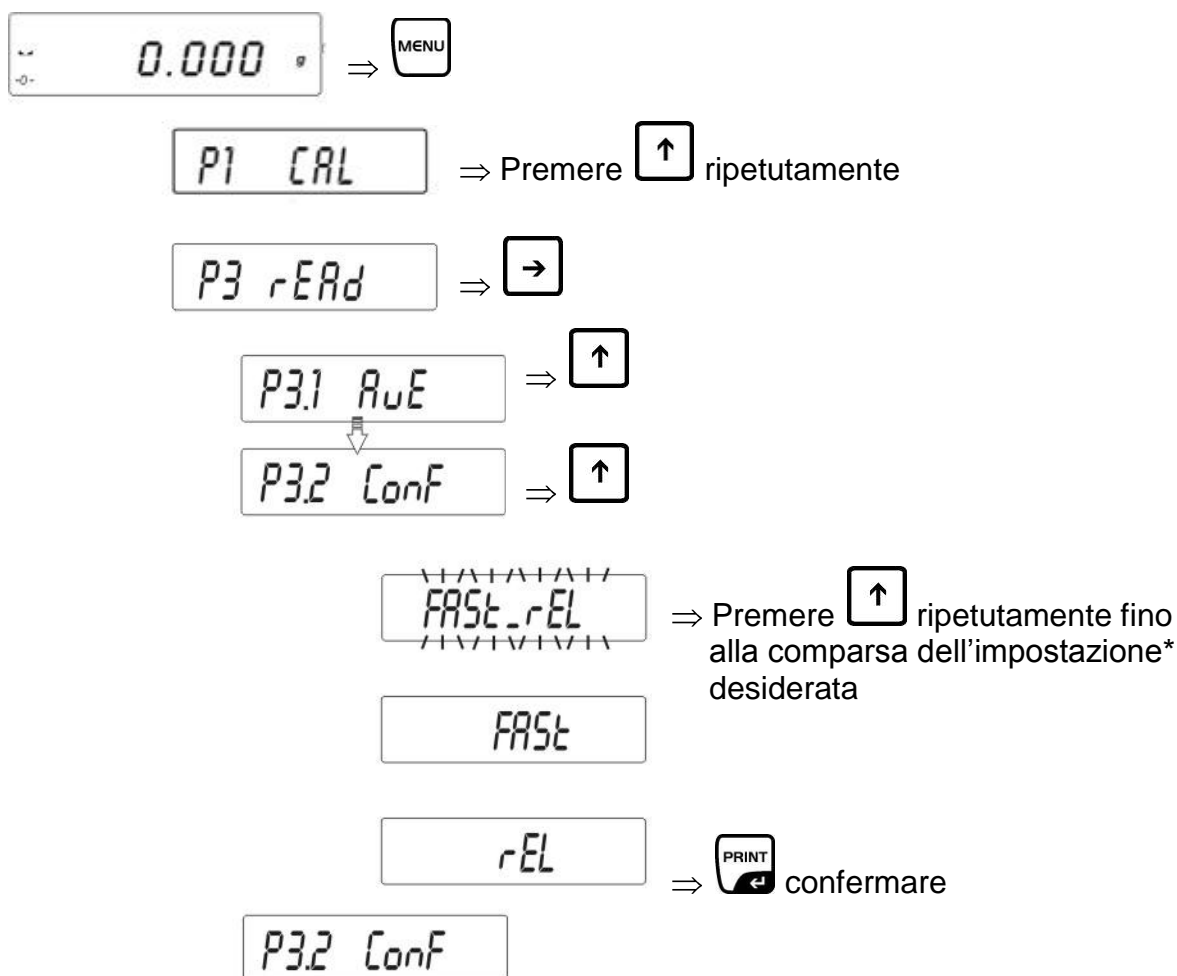 0.000 g ⇒ MENU
-0-
P1 CAL ⇒ Premere ↑ ripetutamente
P3 rEAd ⇒ →
P3.1 AuE ⇒ ↑
P3.2 ConF ⇒ ↑
FASt_rEL ⇒ Premere ↑ ripetutamente fino
alla comparsa dell’impostazione*
desiderata
FASt
rEL ⇒ PRINT confermare
P3.2 ConF